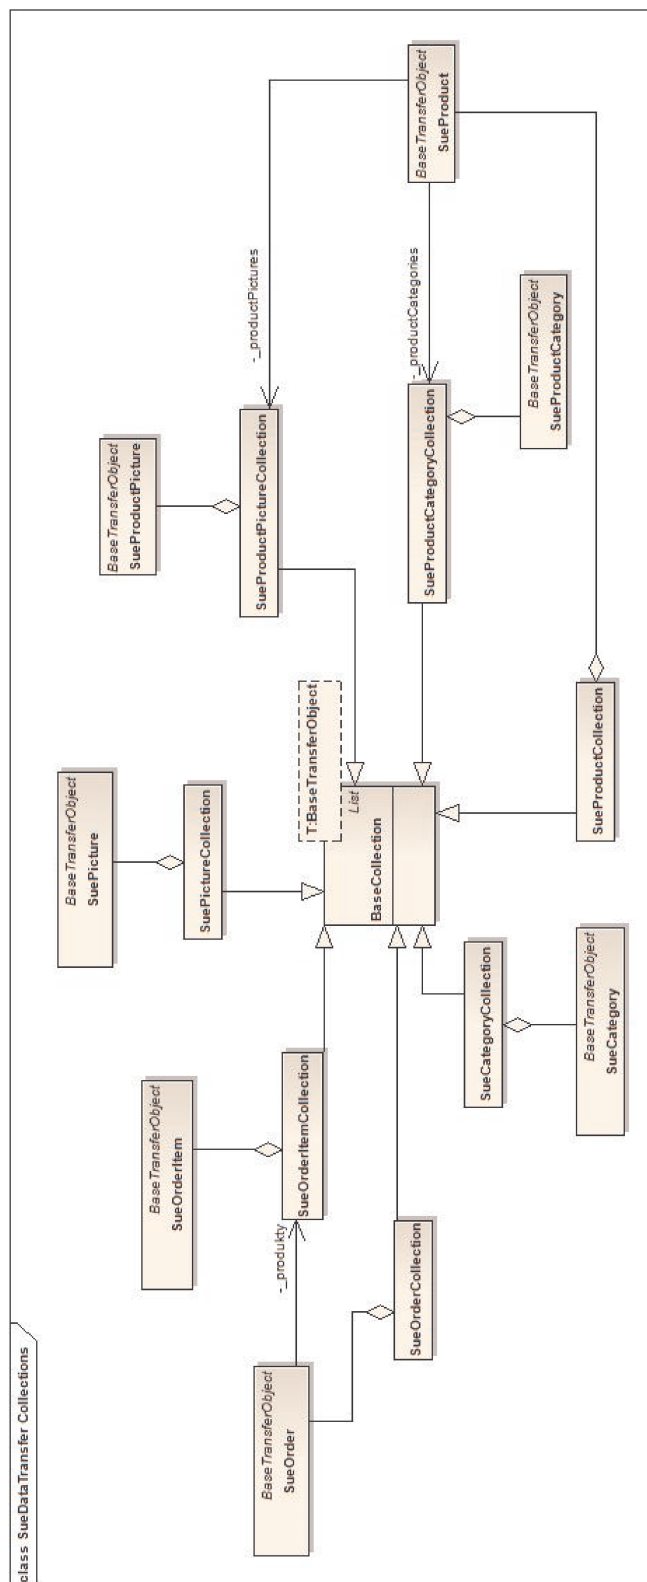 class SueDataTransfer Collections
BaseTransferObject
SueOrder
-_produkty
BaseTransferObject
SueOrderItem
SueOrderItemCollection
SueOrderCollection
BaseTransferObject
SuePicture
SuePictureCollection
T:BaseTransferObject
List
BaseCollection
SueCategoryCollection
BaseTransferObject
SueCategory
BaseTransferObject
SueProductPicture
SueProductPictureCollection
-_productPictures
SueProductCategoryCollection
-_productCategories
BaseTransferObject
SueProductCategory
SueProductCollection
BaseTransferObject
SueProduct